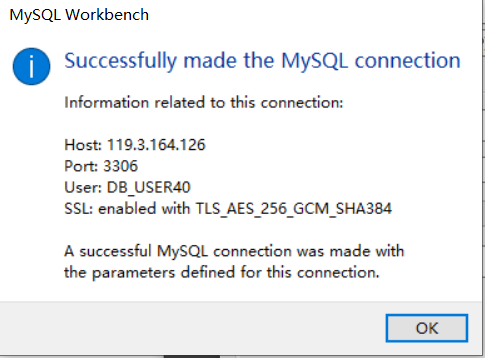 MySQL Workbench
Successfully made the MySQL connection
Information related to this connection:
Host: 119.3.164.126
Port: 3306
User: DB_USER40
SSL: enabled with TLS_AES_256_GCM_SHA384
A successful MySQL connection was made with
the parameters defined for this connection.
OK